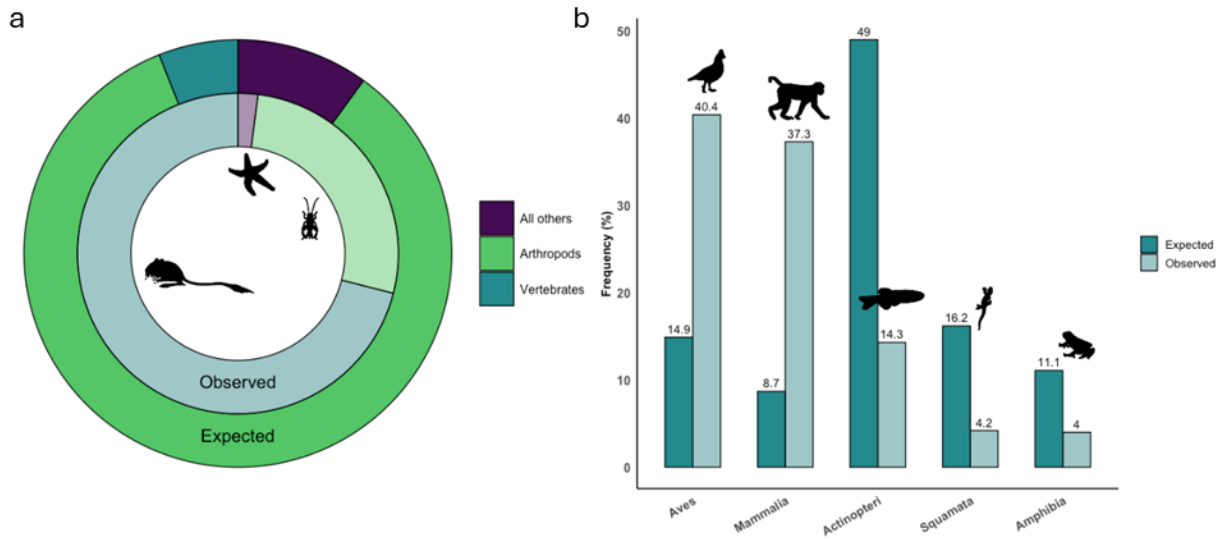 a
Observed
Expected
All others
Arthropods
Vertebrates
b
Frequency (%)
50
40
30
20
10
0
14.9
40.4
8.7
37.3
49
14.3
16.2
4.2
11.1
4
Aves
Mammalia
Actinopteri
Squamata
Amphibia
Expected
Observed